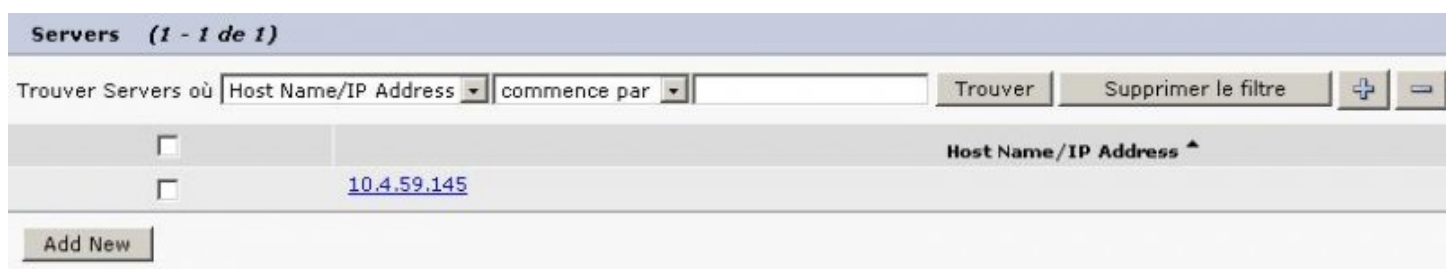 Servers (1 - 1 de 1)
Trouver Servers où Host Name/IP Address commence par Trouver Supprimer le filtre
Host Name/IP Address
10.4.59.145
Add New